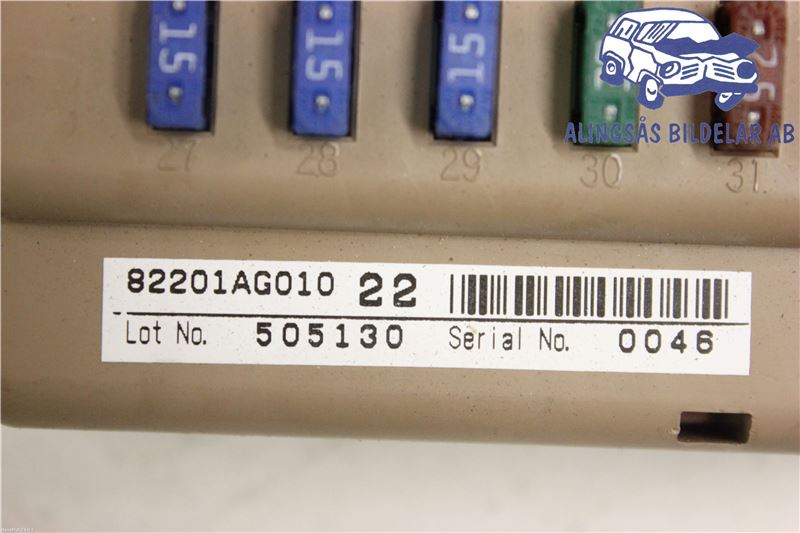 15 15 15 25
ALINGSÅS BILDELAR AB
27 28 29 30 31
82201AG010 22
Lot No. 505130 Serial No. 0046